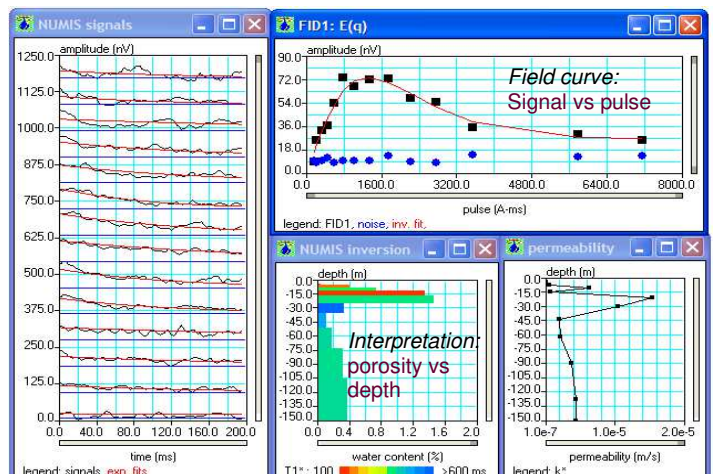 NUMIS signals
amplitude (nV)
1250.0
1125.0
1000.0
875.0
750.0
625.0
500.0
375.0
250.0
125.0
0.0
0.0 40.0 80.0 120.0 160.0 200.0
time (ms)
legend: signals, exp. fits,
FID1: E(q)
amplitude (nV)
90.0
72.0
54.0
36.0
18.0
0.0
0.0 1600.0 3200.0 4800.0 6400.0 8000.0
pulse (A-ms)
legend: FID1, noise, inv. fit,
Field curve:
Signal vs pulse
NUMIS inversion
depth (m)
0.0
-15.0
-30.0
-45.0
-60.0
-75.0
-90.0
-105.0
-120.0
-135.0
-150.0
0.0 0.4 0.8 1.2 1.6 2.0
water content (%)
T1*: 100 >600 ms
Interpretation:
porosity vs
depth
permeability
depth (m)
0.0
-15.0
-30.0
-45.0
-60.0
-75.0
-90.0
-105.0
-120.0
-135.0
-150.0
1.0e-7 1.0e-5 2.0e-5
permeability (m/s)
legend: k*